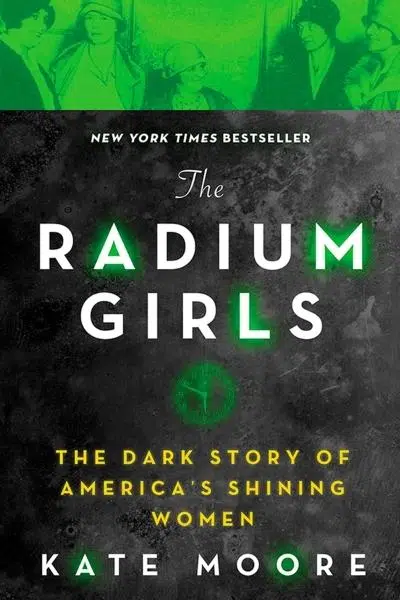 NEW YORK TIMES BESTSELLER
The
RADIUM
GIRLS
THE DARK STORY OF
AMERICA'S SHINING
WOMEN
KATE MOORE